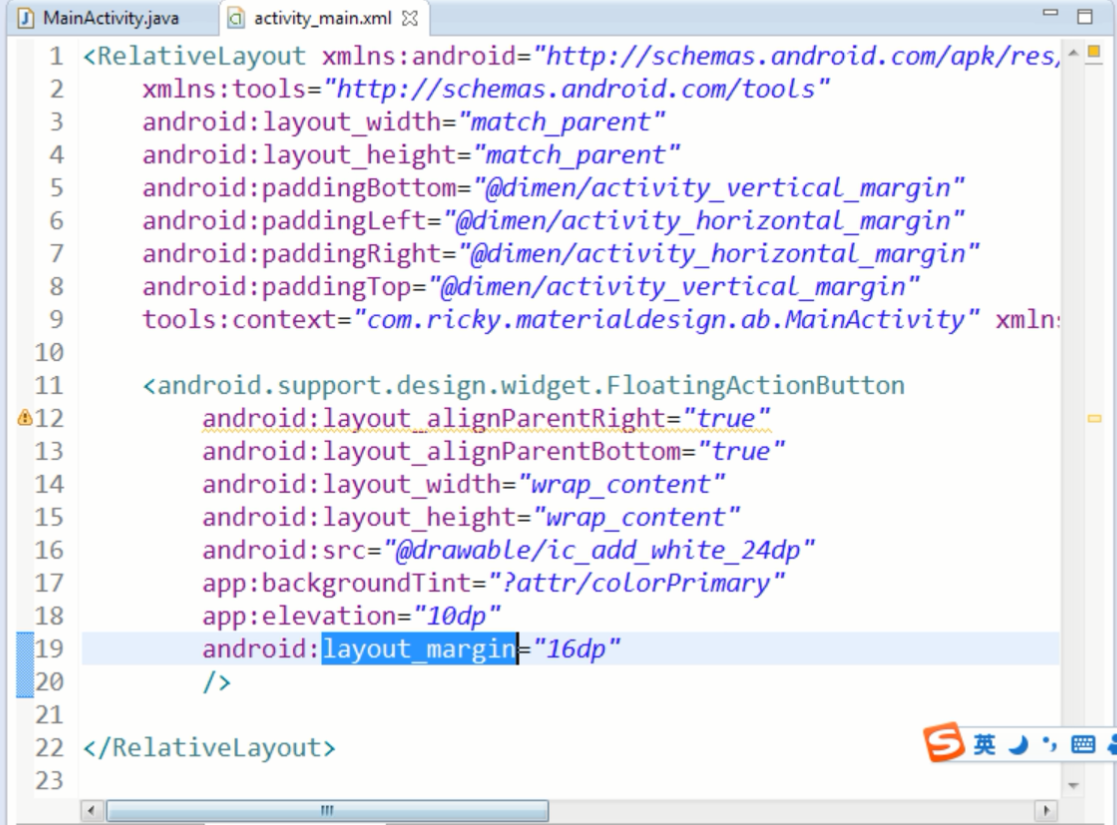 MainActivity.java
activity_main.xml
1 <RelativeLayout xmlns:android="http://schemas.android.com/apk/res/
2 xmlns:tools="http://schemas.android.com/tools"
3 android:layout_width="match_parent"
4 android:layout_height="match_parent"
5 android:paddingBottom="@dimen/activity_vertical_margin"
6 android:paddingLeft="@dimen/activity_horizontal_margin"
7 android:paddingRight="@dimen/activity_horizontal_margin"
8 android:paddingTop="@dimen/activity_vertical_margin"
9 tools:context="com.ricky.materialdesign.ab.MainActivity" xmln:
10
11 <android.support.design.widget.FloatingActionButton
12 android:layout_alignParentRight="true"
13 android:layout_alignParentBottom="true"
14 android:layout_width="wrap_content"
15 android:layout_height="wrap_content"
16 android:src="@drawable/ic_add_white_24dp"
17 app:backgroundTint="?attr/colorPrimary"
18 app:elevation="10dp"
19 android:layout_margin="16dp"
20 />
21
22 </RelativeLayout>
23
英